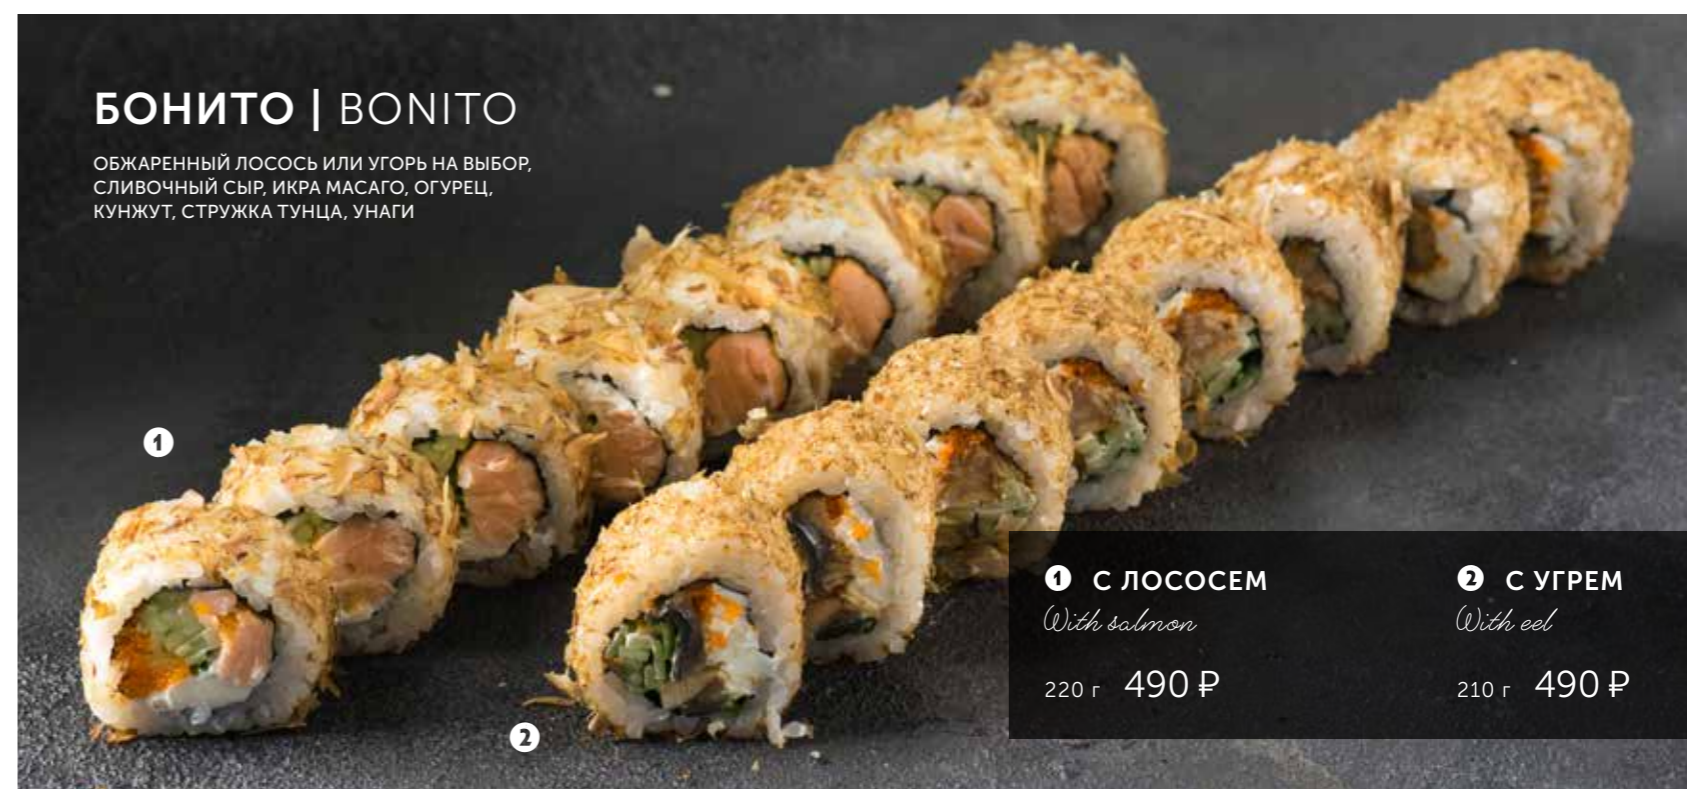 БОНИТО | BONITO
ОБЖАРЕННЫЙ ЛОСОСЬ ИЛИ УГОРЬ НА ВЫБОР,
СЛИВОЧНЫЙ СЫР, ИКРА МАСАГО, ОГУРЕЦ,
КУНЖУТ, СТРУЖКА ТУНЦА, УНАГИ
1
2
1 С ЛОСОСЕМ
With salmon
220 г 490 ₽
2 С УГРЕМ
With eel
210 г 490 ₽